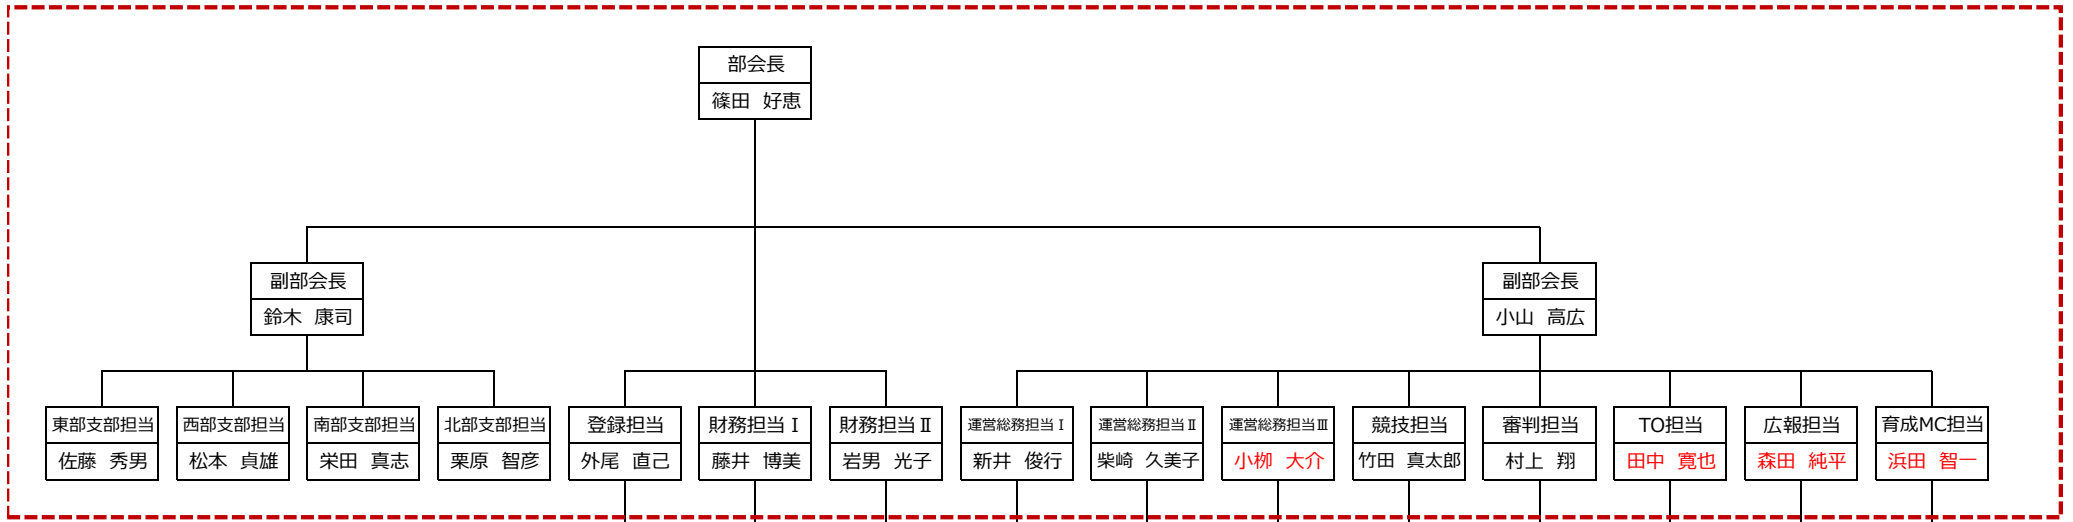 部会長
篠田 好恵
副部会長
鈴木 康司
副部会長
小山 高広
東部支部担当
佐藤 秀男
西部支部担当
松本 貞雄
南部支部担当
栄田 真志
北部支部担当
栗原 智彦
登録担当
外尾 直己
財務担当Ⅰ
藤井 博美
財務担当Ⅱ
岩男 光子
運営総務担当Ⅰ
新井 俊行
運営総務担当Ⅱ
柴崎 久美子
運営総務担当Ⅲ
小栁 大介
競技担当
竹田 真太郎
審判担当
村上 翔
TO担当
田中 寛也
広報担当
森田 純平
育成MC担当
浜田 智一